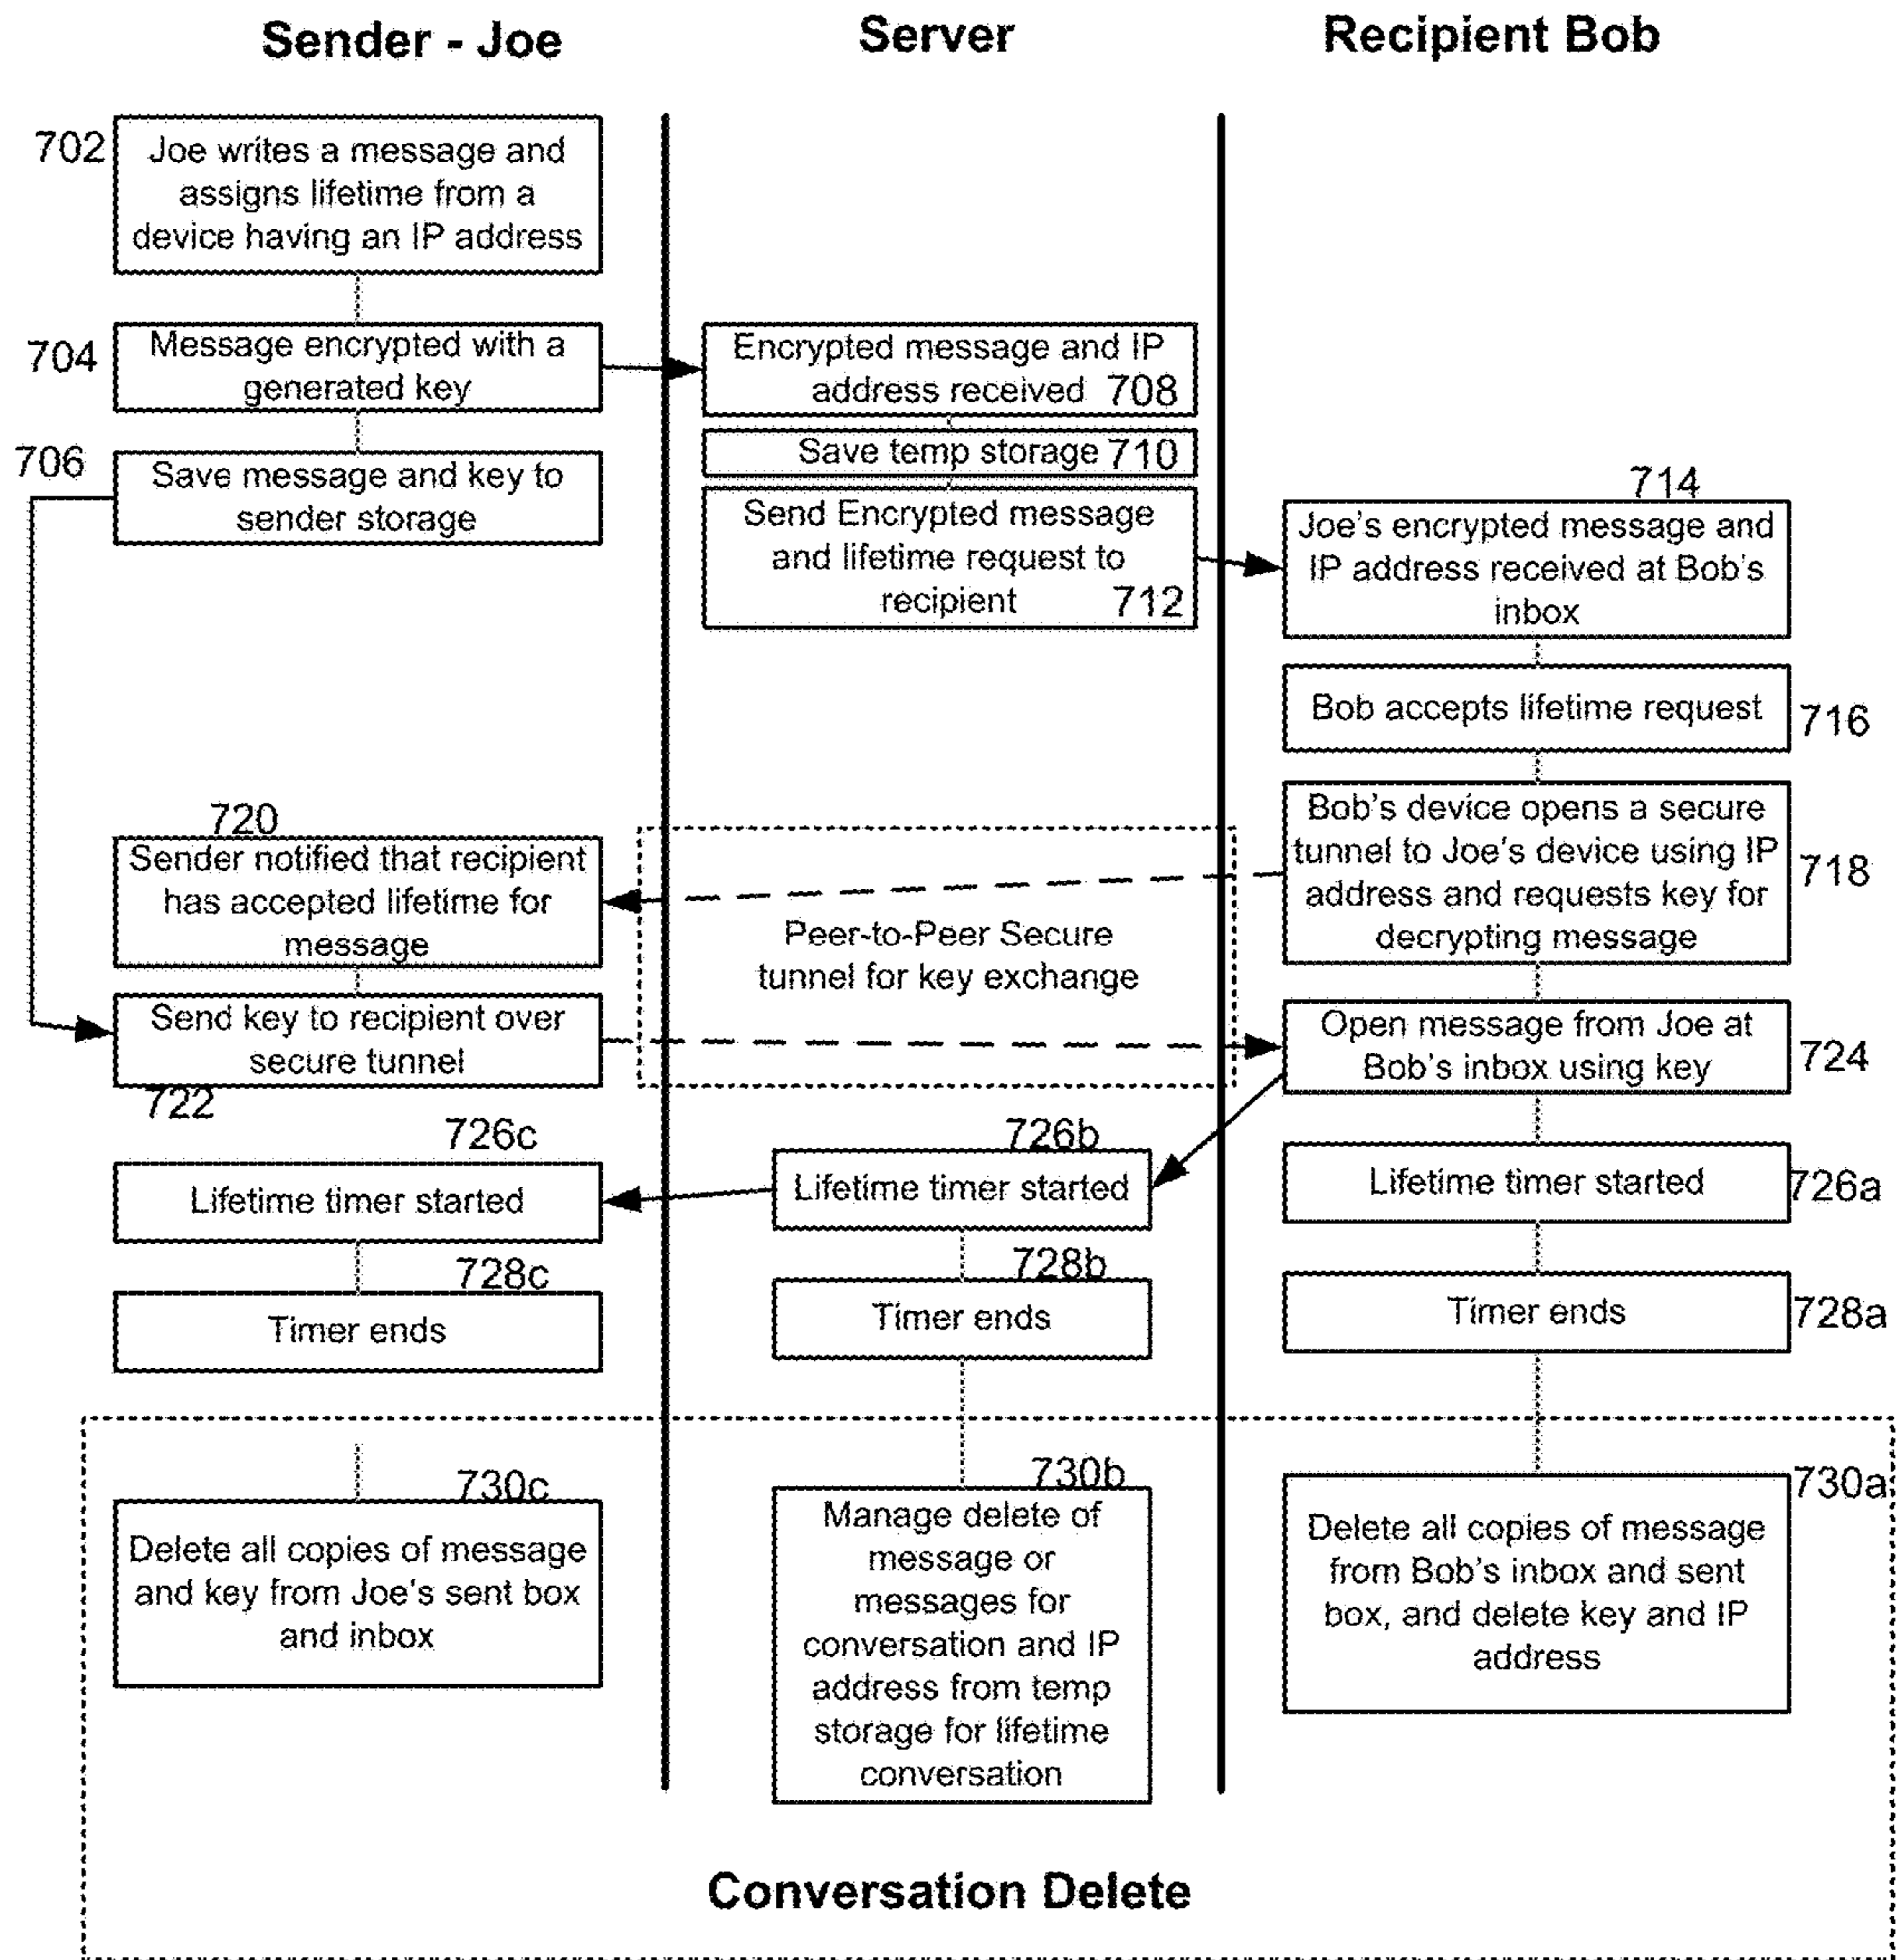 Sender - Joe
Server
Recipient Bob
702
Joe writes a message and
assigns lifetime from a
device having an IP address
704
Message encrypted with a
generated key
Encrypted message and IP
address received 708
706
Save message and key to
sender storage
Save temp storage 710
Send Encrypted message
and lifetime request to
recipient 712
714
Joe's encrypted message and
IP address received at Bob's
inbox
Bob accepts lifetime request
716
Bob's device opens a secure
tunnel to Joe's device using IP
address and requests key for
decrypting message
718
720
Sender notified that recipient
has accepted lifetime for
message
Peer-to-Peer Secure
tunnel for key exchange
Send key to recipient over
secure tunnel
722
Open message from Joe at
Bob's inbox using key
724
726c
Lifetime timer started
726b
Lifetime timer started
Lifetime timer started
726a
728c
Timer ends
728b
Timer ends
Timer ends
728a
730c
Delete all copies of message
and key from Joe's sent box
and inbox
730b
Manage delete of
message or
messages for
conversation and IP
address from temp
storage for lifetime
conversation
730a
Delete all copies of message
from Bob's inbox and sent
box, and delete key and IP
address
Conversation Delete